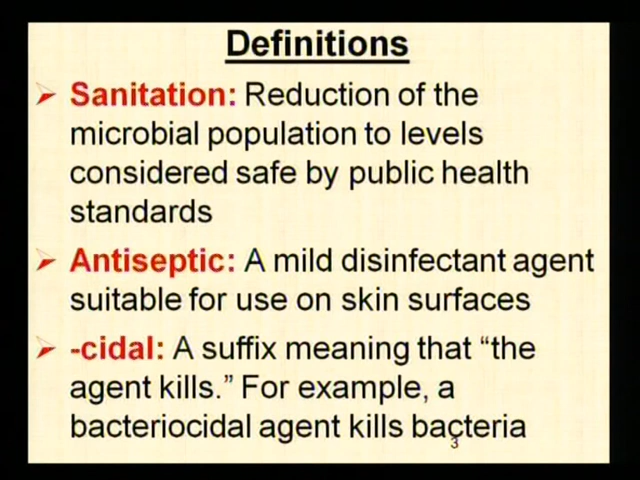 Definitions
Sanitation: Reduction of the
microbial population to levels
considered safe by public health
standards
Antiseptic: A mild disinfectant agent
suitable for use on skin surfaces
-cidal: A suffix meaning that “the
agent kills.” For example, a
bacteriocidal agent kills bacteria
3